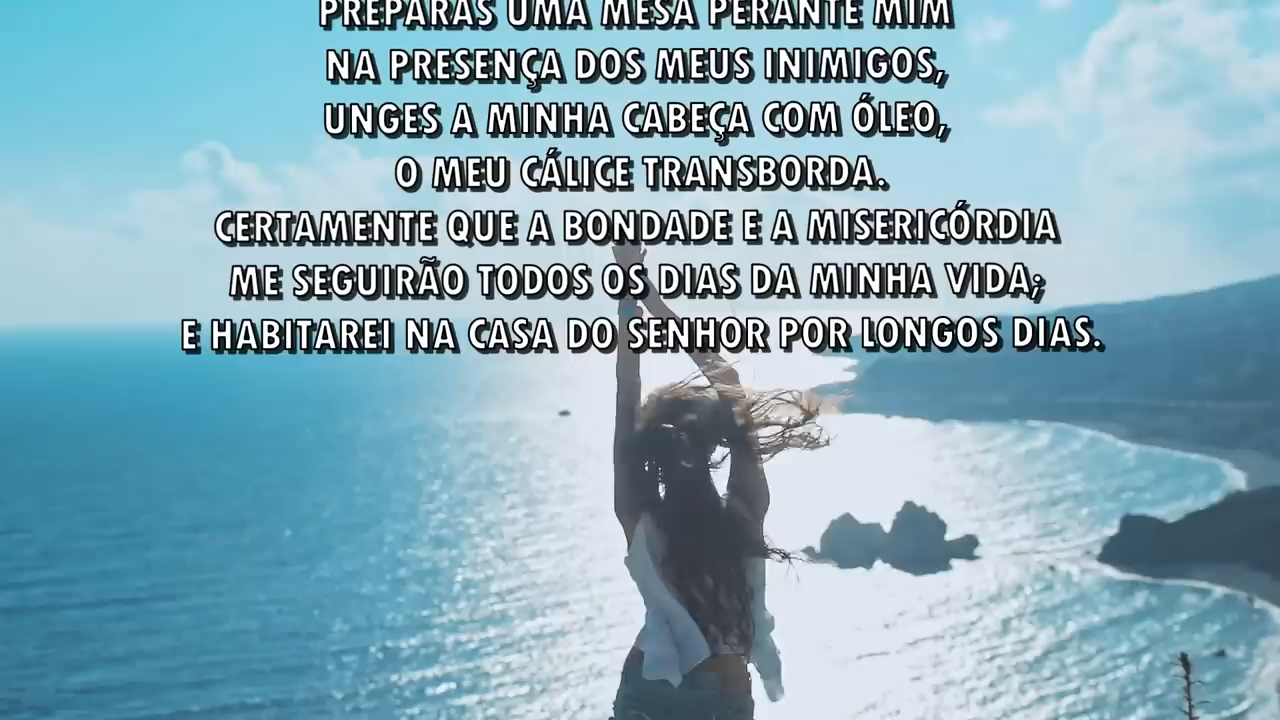 PREPARAS UMA MESA PERANTE MIM
NA PRESENÇA DOS MEUS INIMIGOS,
UNGES A MINHA CABEÇA COM ÓLEO,
O MEU CÁLICE TRANSBORDA.
CERTAMENTE QUE A BONDADE E A MISERICÓRDIA
ME SEGUIRÃO TODOS OS DIAS DA MINHA VIDA;
E HABITAREI NA CASA DO SENHOR POR LONGOS DIAS.